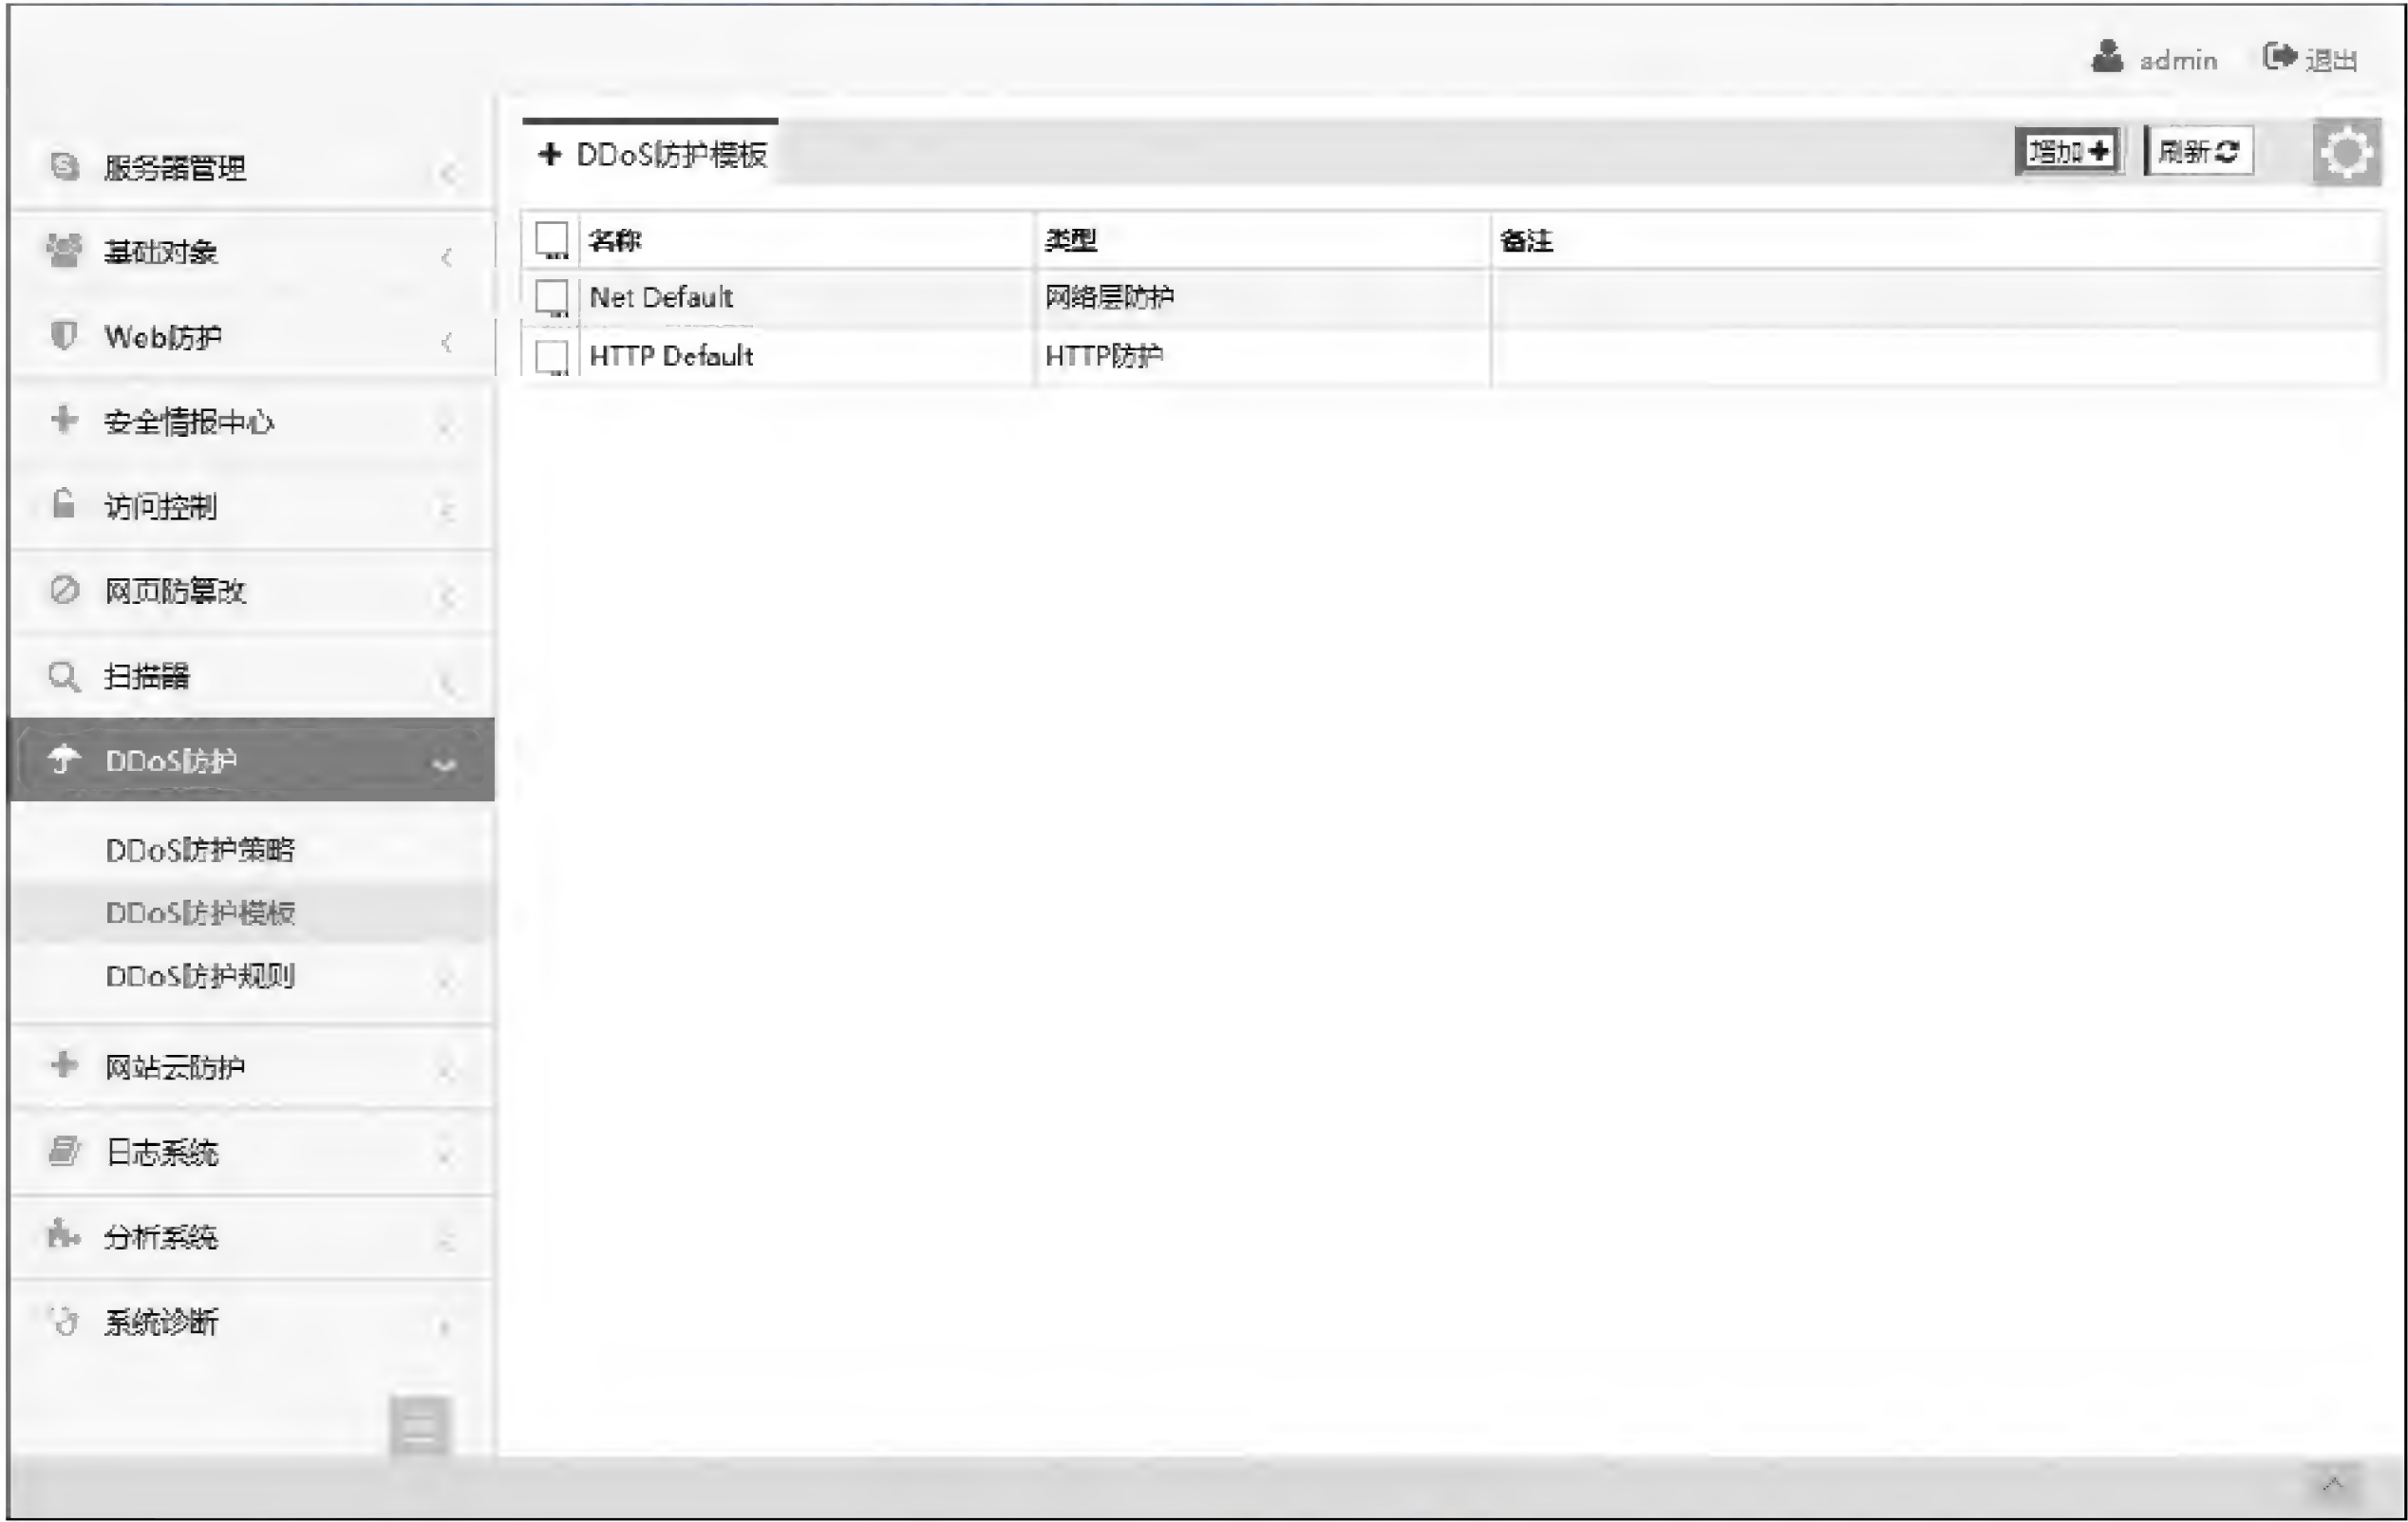 admin 退出
服务器管理
基础对象
Web防护
安全情报中心
访问控制
网页防篡改
扫描器
DDoS防护
DDoS防护策略
DDoS防护模板
DDoS防护规则
网站云防护
日志系统
分析系统
系统诊断
DDoS防护模板 增加 刷新
名称 类型 备注
Net Default 网络层防护
HTTP Default HTTP防护